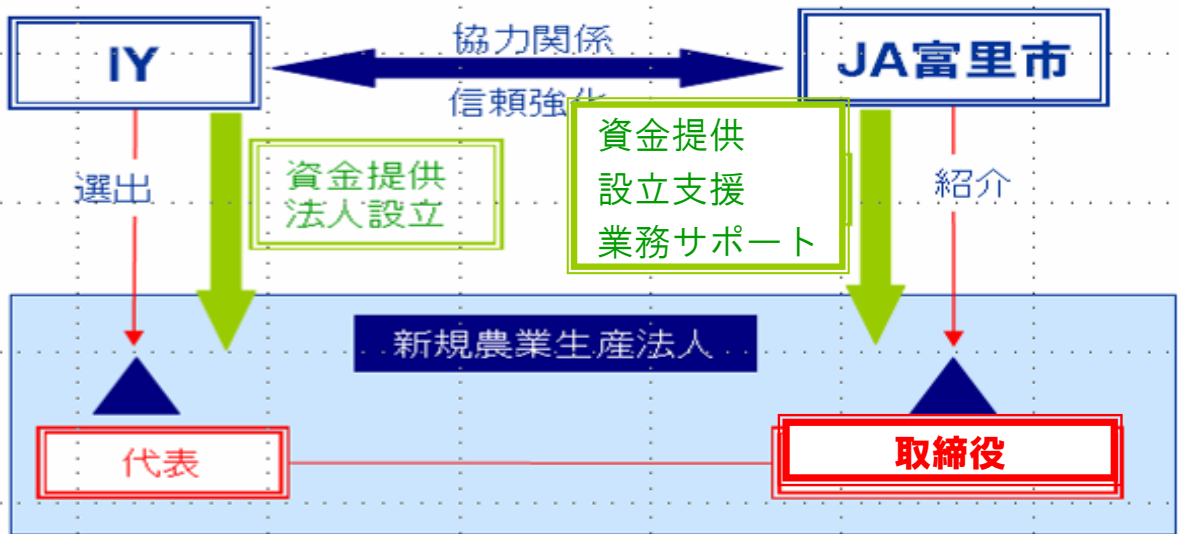 IY
協力関係
信頼強化
JA富里市
選出
資金提供
法人設立
資金提供
設立支援
業務サポート
紹介
新規農業生産法人
代表
取締役